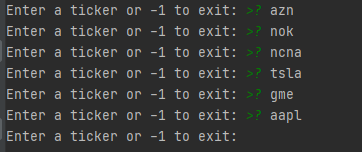 Enter a ticker or -1 to exit: >? azn
Enter a ticker or -1 to exit: >? nok
Enter a ticker or -1 to exit: >? ncna
Enter a ticker or -1 to exit: >? tsla
Enter a ticker or -1 to exit: >? gme
Enter a ticker or -1 to exit: >? aapl
Enter a ticker or -1 to exit: